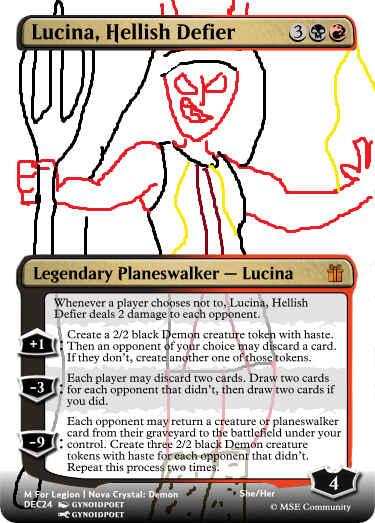 Lucina, Hellish Defier 3
Legendary Planeswalker — Lucina
Whenever a player chooses not to, Lucina, Hellish
Defier deals 2 damage to each opponent.
+1: Create a 2/2 black Demon creature token with haste.
Then an opponent of your choice may discard a card.
If they don't, create another one of those tokens.
−3: Each player may discard two cards. Draw two cards
for each opponent that didn't, then draw two cards if
you did.
−9: Each opponent may return a creature or planeswalker
card from their graveyard to the battlefield under your
control. Create three 2/2 black Demon creature
tokens with haste for each opponent that didn't.
Repeat this process two times.
4
M For Legion | Nova Crystal: Demon She/Her
DEC24 GYNOIDPOET © MSE Community
GYNOIDPOET